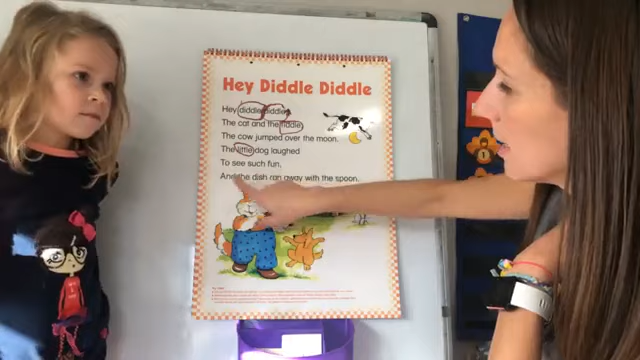 Hey Diddle Diddle
Hey diddle diddle
The cat and the fiddle
The cow jumped over the moon.
The little dog laughed
To see such fun,
And the dish ran away with the spoon.